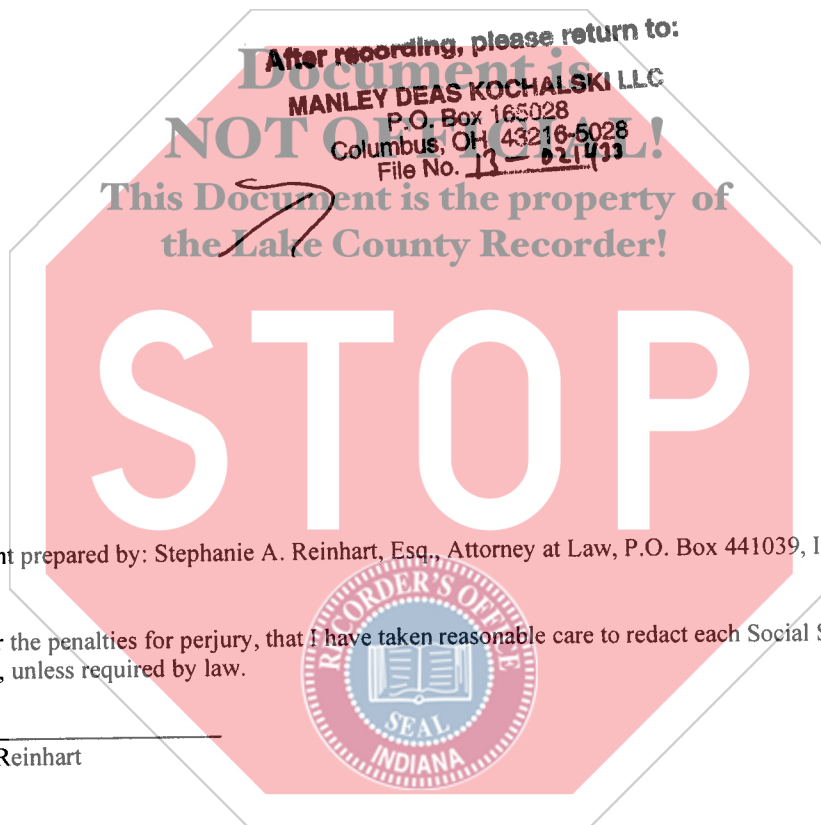 After recording, please return to:
Document is
MANLEY DEAS KOCHALSKI LLC
P.O. Box 165028
NOT OFFICIAL!
Columbus, OH 43216-5028
File No. 13-021433
This Document is the property of
the Lake County Recorder!
STOP
nt prepared by: Stephanie A. Reinhart, Esq., Attorney at Law, P.O. Box 441039, I
r the penalties for perjury, that I have taken reasonable care to redact each Social S
, unless required by law.
Reinhart
RECORDER'S OFFICE
SEAL
INDIANA